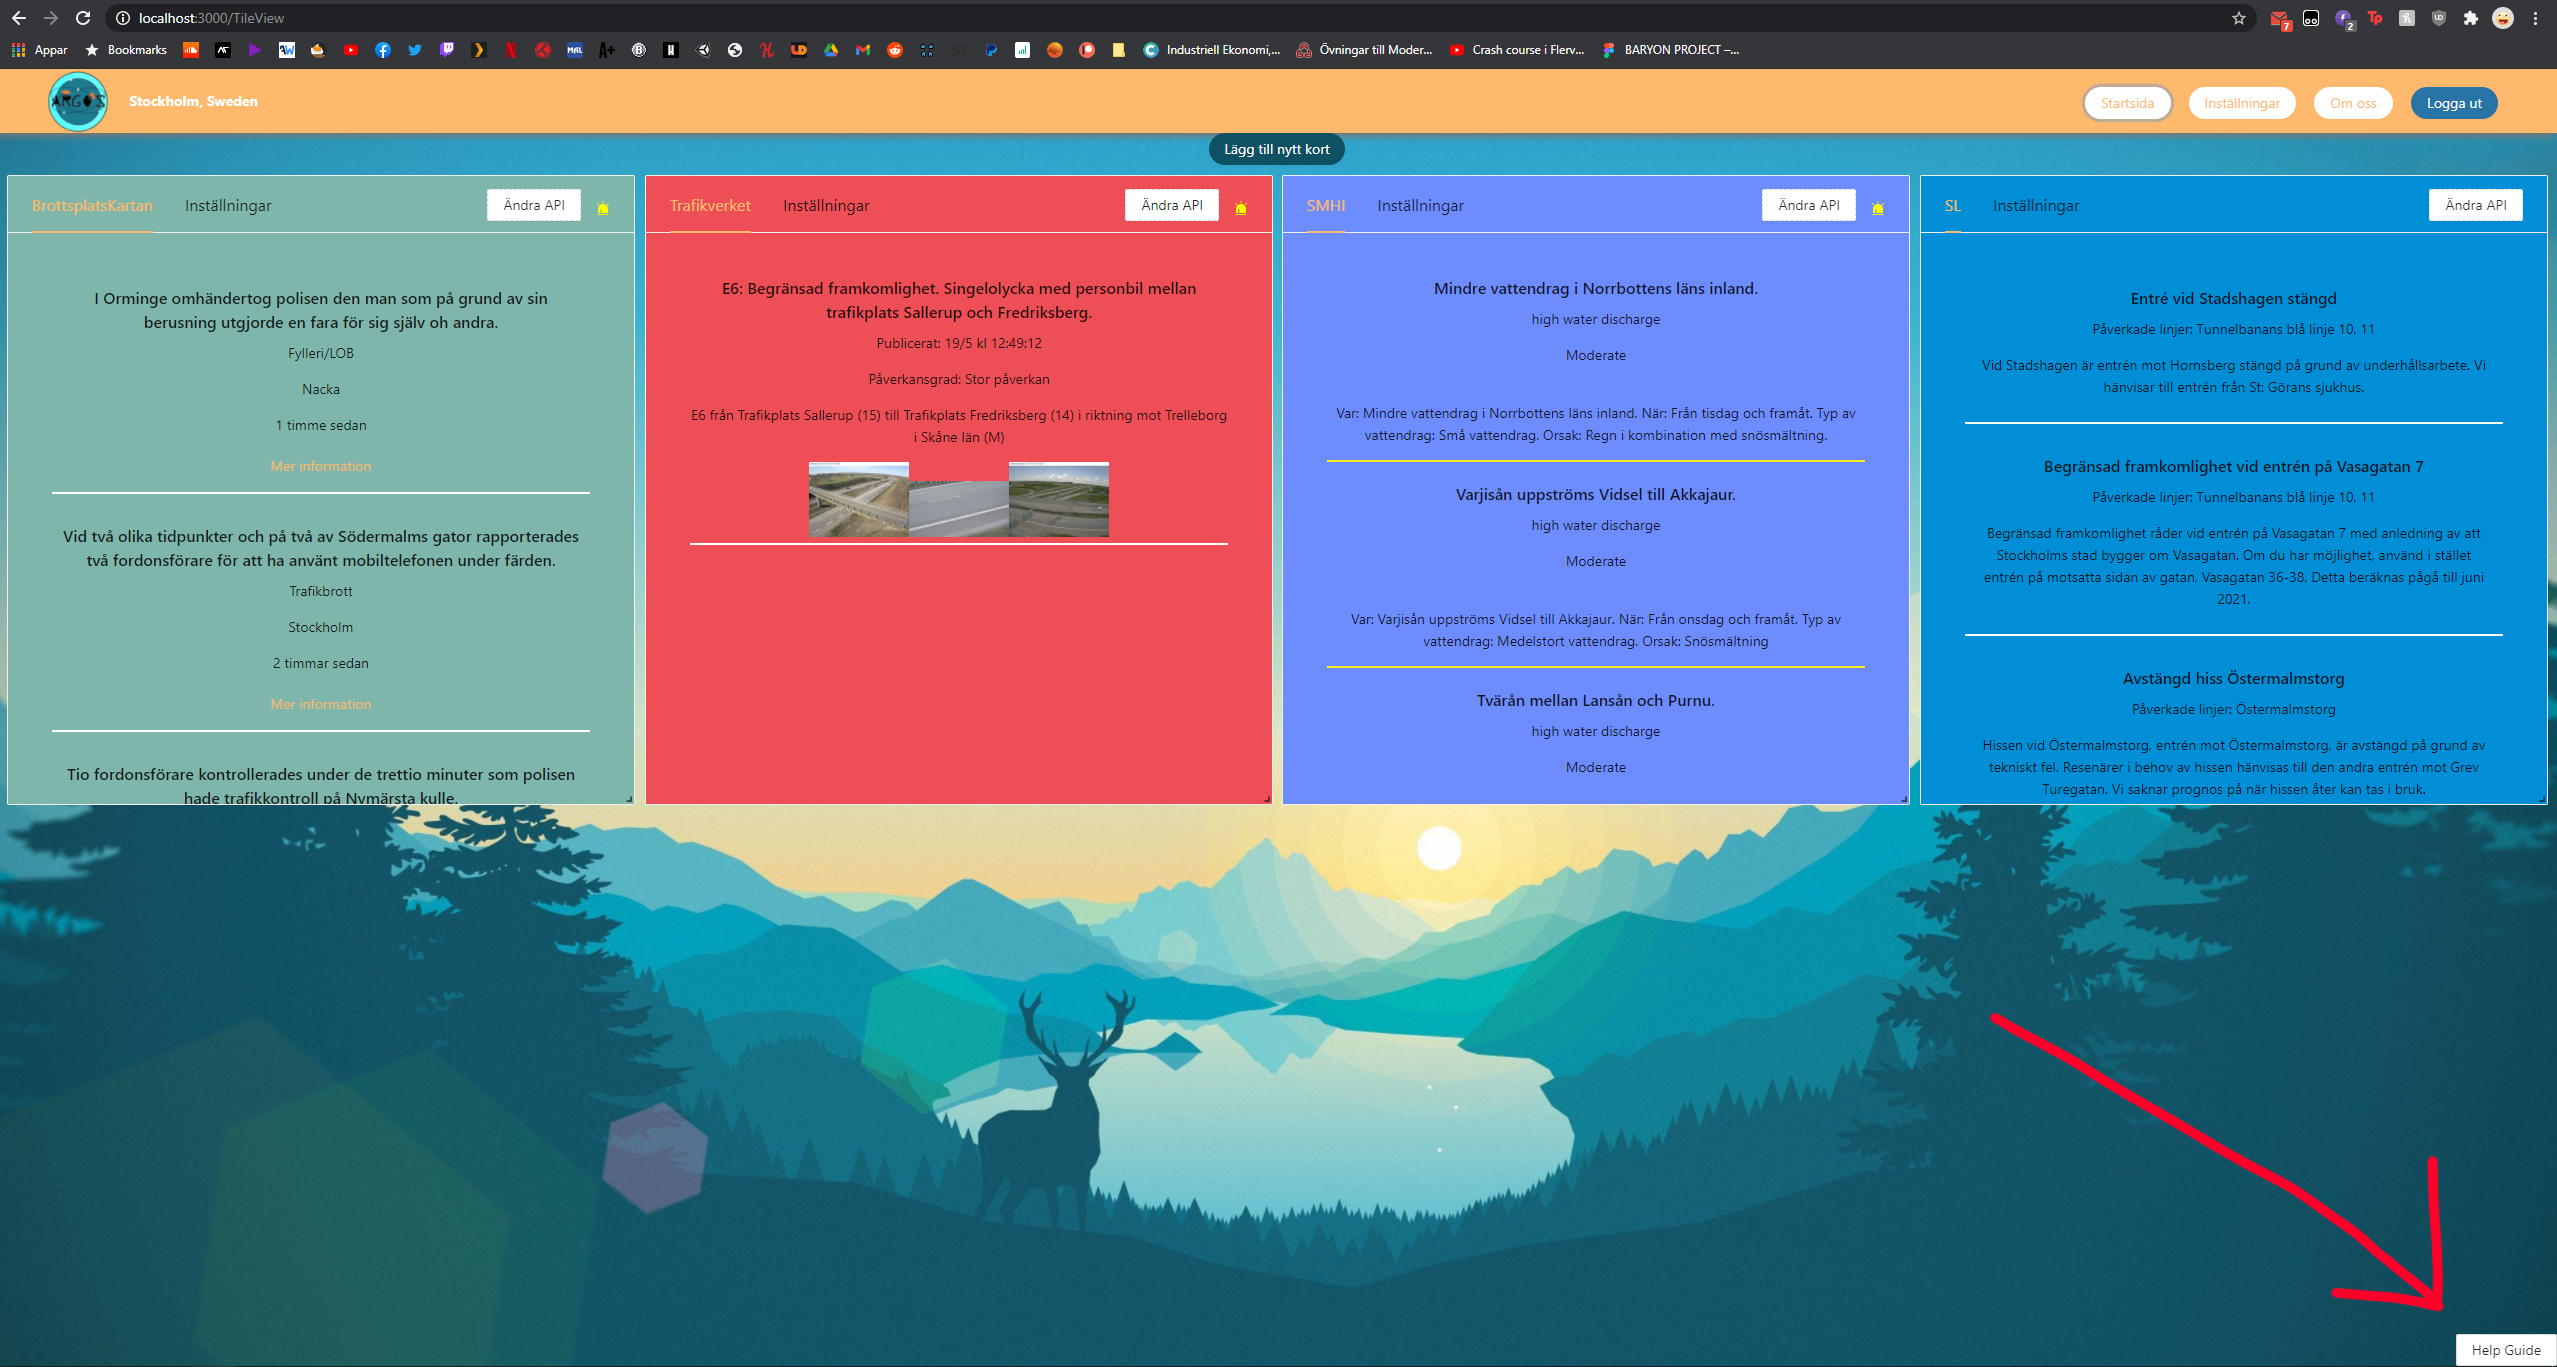 localhost:3000/TileView
Appar
Bookmarks
Industriell Ekonomi,...
Övningar till Moder...
Crash course i Flerv...
BARYON PROJECT –...
ARGOS
Stockholm, Sweden
Startsida
Inställningar
Om oss
Logga ut
Lägg till nytt kort
BrottsplatsKartan
Inställningar
Ändra API
I Orminge omhändertog polisen den man som på grund av sin
berusning utgjorde en fara för sig själv oh andra.
Fylleri/LOB
Nacka
1 timme sedan
Mer information
Vid två olika tidpunkter och på två av Södermalms gator rapporterades
två fordonsförare för att ha använt mobiltelefonen under färden.
Trafikbrott
Stockholm
2 timmar sedan
Mer information
Tio fordonsförare kontrollerades under de trettio minuter som polisen
hade trafikkontroll på Nymärsta kulle.
Trafikverket
Inställningar
Ändra API
E6: Begränsad framkomlighet. Singelolycka med personbil mellan
trafikplats Sallerup och Fredriksberg.
Publicerat: 19/5 kl 12:49:12
Påverkansgrad: Stor påverkan
E6 från Trafikplats Sallerup (15) till Trafikplats Fredriksberg (14) i riktning mot Trelleborg
i Skåne län (M)
SMHI
Inställningar
Ändra API
Mindre vattendrag i Norrbottens läns inland.
high water discharge
Moderate
Var: Mindre vattendrag i Norrbottens läns inland. När: Från tisdag och framåt. Typ av
vattendrag: Små vattendrag. Orsak: Regn i kombination med snösmältning.
Varjisån uppströms Vidsel till Akkajaur.
high water discharge
Moderate
Var: Varjisån uppströms Vidsel till Akkajaur. När: Från onsdag och framåt. Typ av
vattendrag: Medelstort vattendrag. Orsak: Snösmältning
Tvärån mellan Lansån och Purnu.
high water discharge
Moderate
SL
Inställningar
Ändra API
Entré vid Stadshagen stängd
Påverkade linjer: Tunnelbanans blå linje 10, 11
Vid Stadshagen är entrén mot Hornsberg stängd på grund av underhållsarbete. Vi
hänvisar till entrén från St: Görans sjukhus.
Begränsad framkomlighet vid entrén på Vasagatan 7
Påverkade linjer: Tunnelbanans blå linje 10, 11
Begränsad framkomlighet råder vid entrén på Vasagatan 7 med anledning av att
Stockholms stad bygger om Vasagatan. Om du har möjlighet, använd i stället
entrén på motsatta sidan av gatan, Vasagatan 36-38. Detta beräknas pågå till juni
2021.
Avstängd hiss Östermalmstorg
Påverkade linjer: Östermalmstorg
Hissen vid Östermalmstorg, entrén mot Östermalmstorg, är avstängd på grund av
tekniskt fel. Resenärer i behov av hissen hänvisas till den andra entrén mot Grev
Turegatan. Vi saknar prognos på när hissen åter kan tas i bruk.
Help Guide